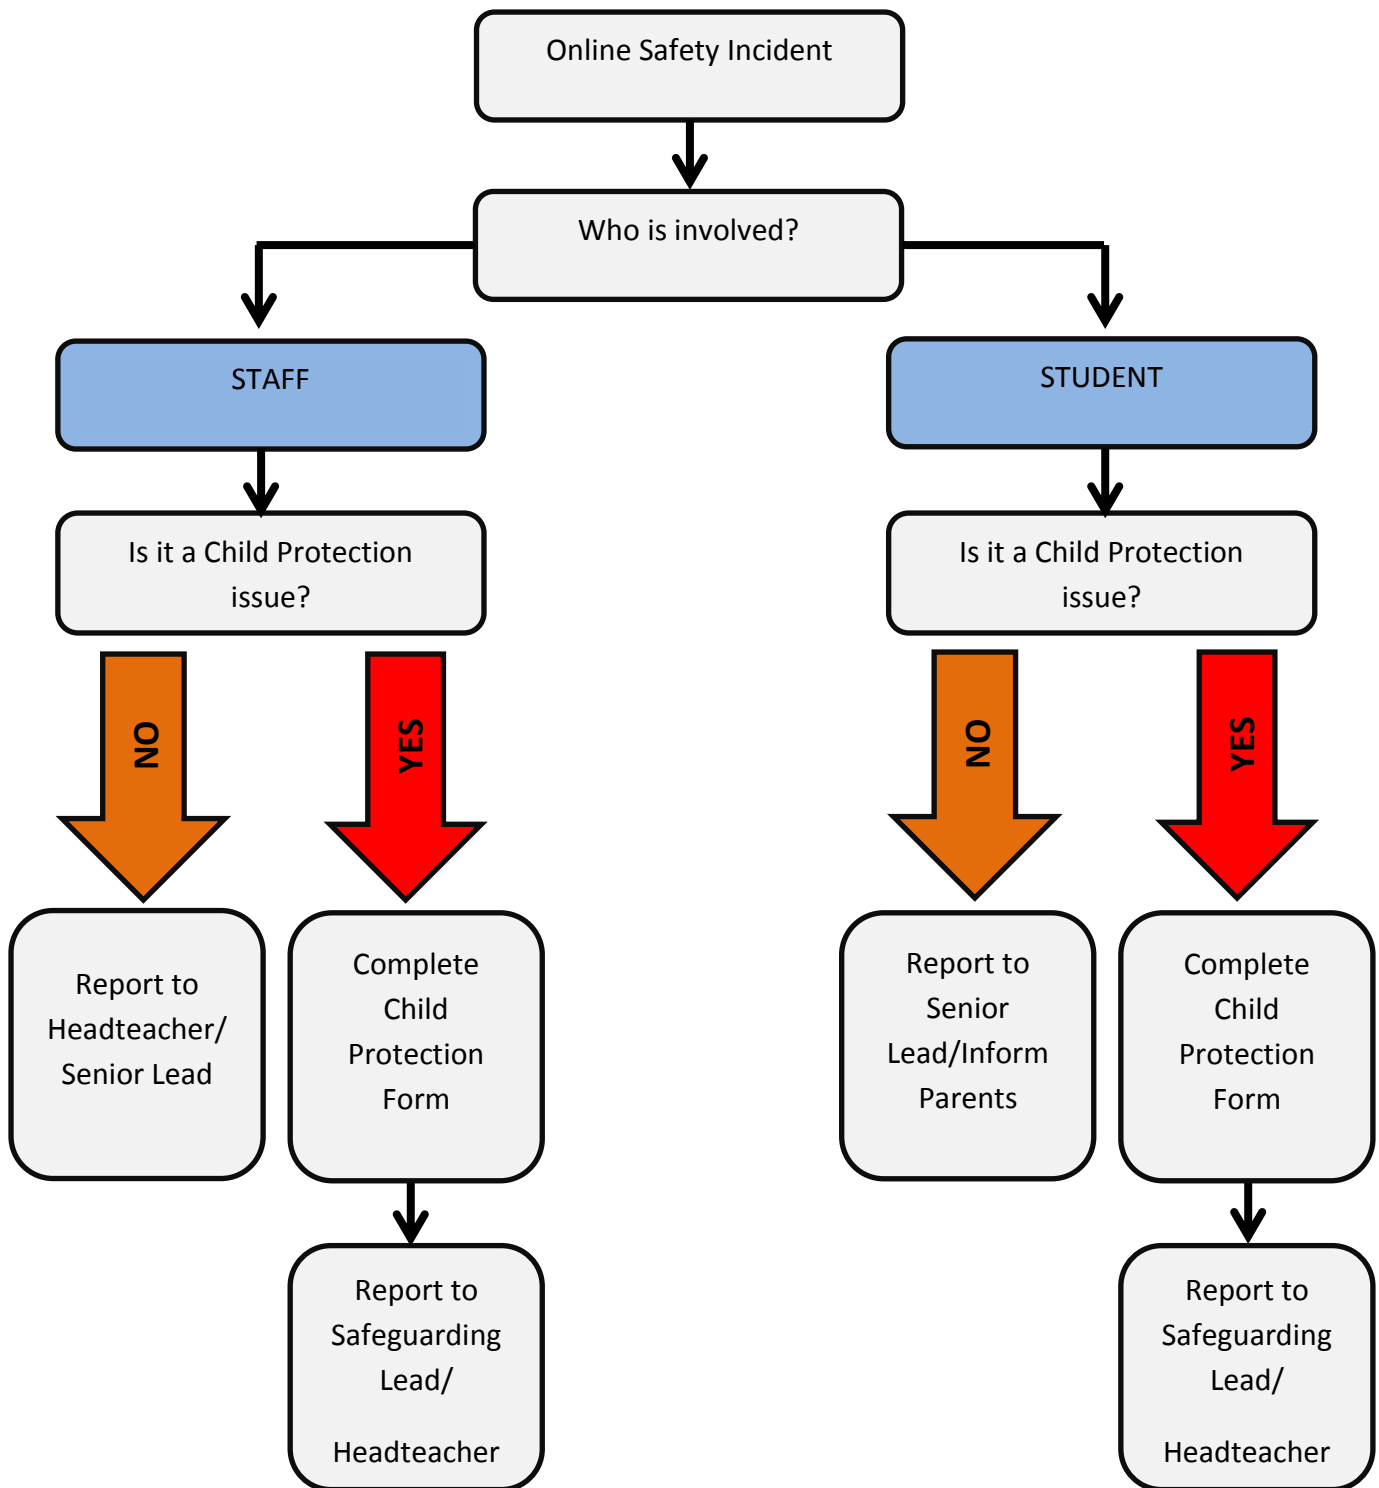 Online Safety Incident
Who is involved?
STAFF
STUDENT
Is it a Child Protection
issue?
Is it a Child Protection
issue?
NO
YES
NO
YES
Report to
Headteacher/
Senior Lead
Complete
Child
Protection
Form
Report to
Senior
Lead/Inform
Parents
Complete
Child
Protection
Form
Report to
Safeguarding
Lead/
Headteacher
Report to
Safeguarding
Lead/
Headteacher